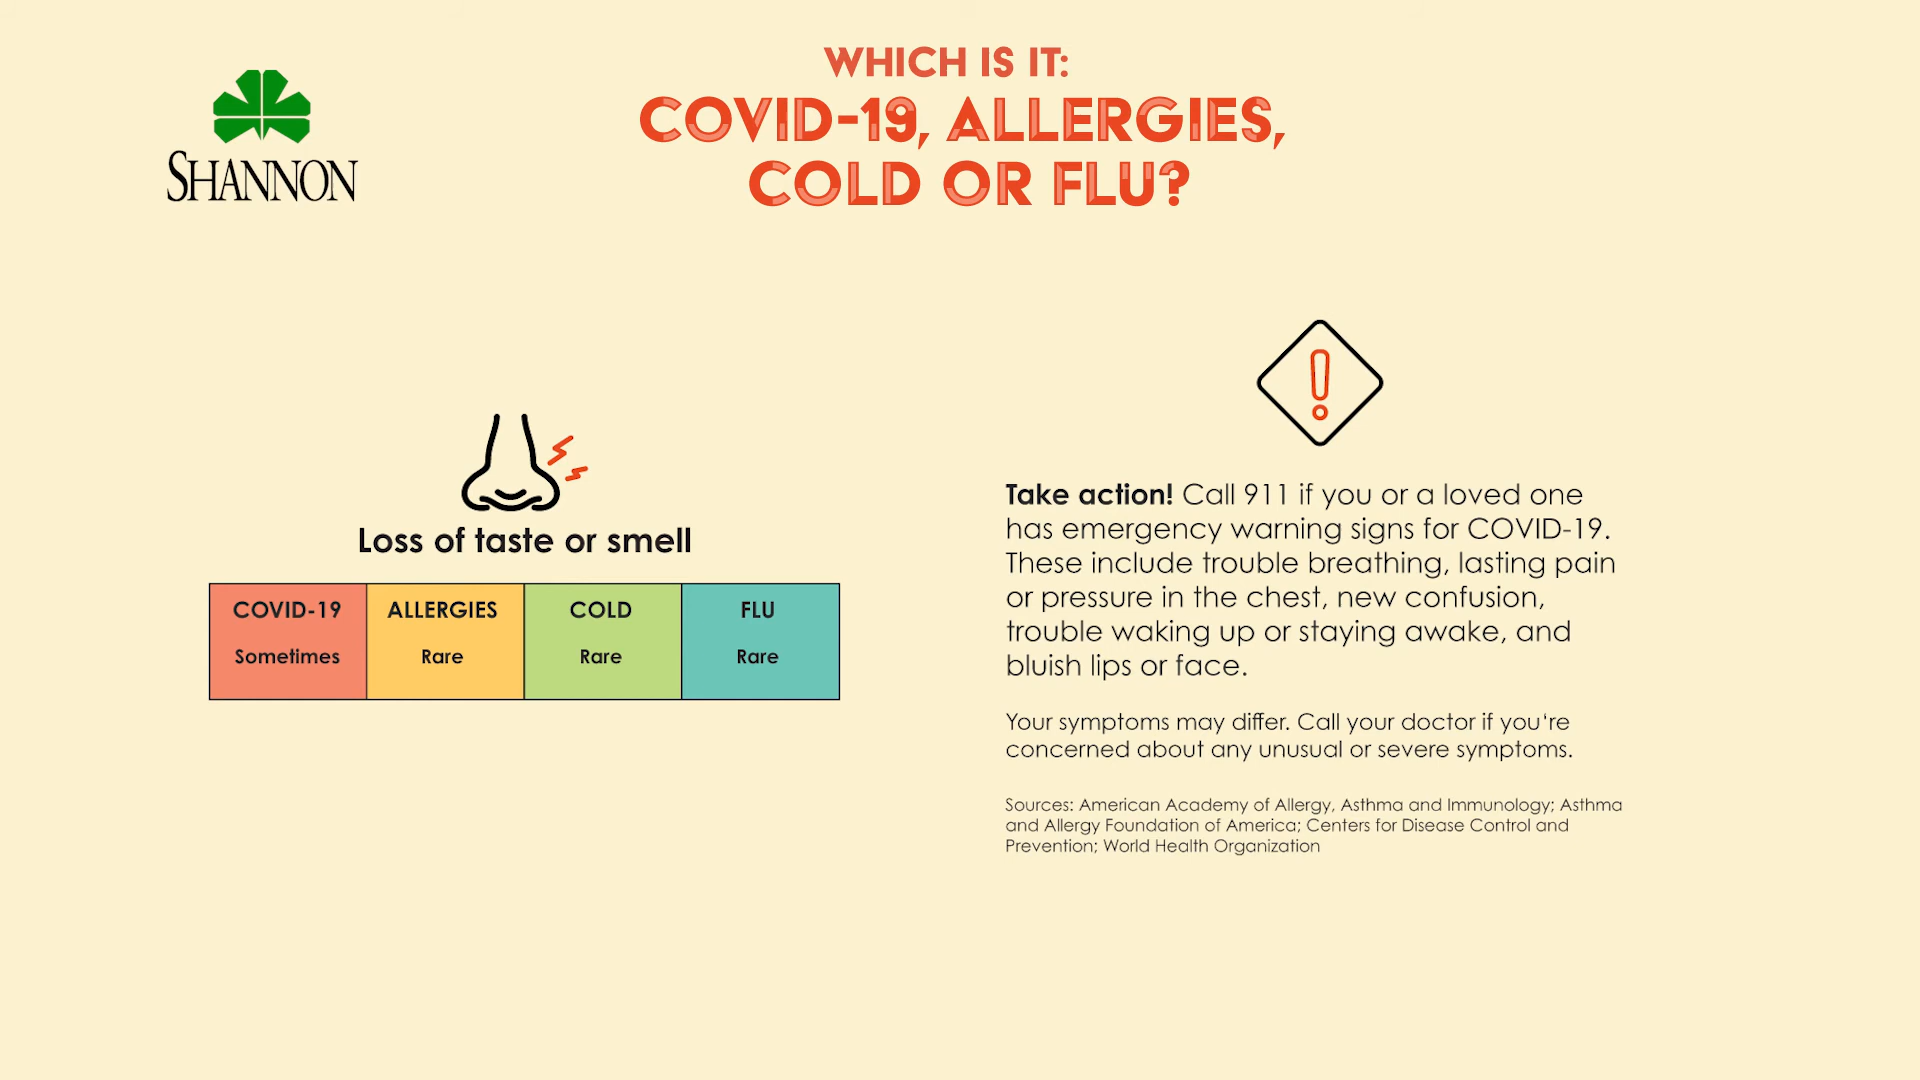 SHANNON
WHICH IS IT:
COVID-19, ALLERGIES,
COLD OR FLU?
Loss of taste or smell
COVID-19 ALLERGIES COLD FLU
Sometimes Rare Rare Rare
Take action! Call 911 if you or a loved one
has emergency warning signs for COVID-19.
These include trouble breathing, lasting pain
or pressure in the chest, new confusion,
trouble waking up or staying awake, and
bluish lips or face.
Your symptoms may differ. Call your doctor if you‘re
concerned about any unusual or severe symptoms.
Sources: American Academy of Allergy, Asthma and Immunology; Asthma
and Allergy Foundation of America; Centers for Disease Control and
Prevention; World Health Organization